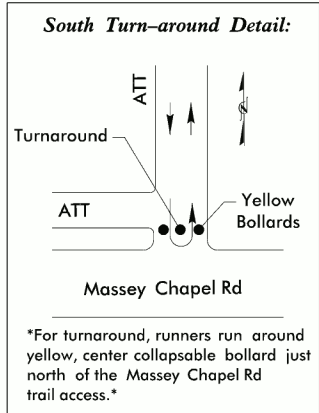 South Turn–around Detail:
ATT
N
Turnaround
Yellow
Bollards
ATT
Massey Chapel Rd
*For turnaround, runners run around
yellow, center collapsable bollard just
north of the Massey Chapel Rd
trail access.*